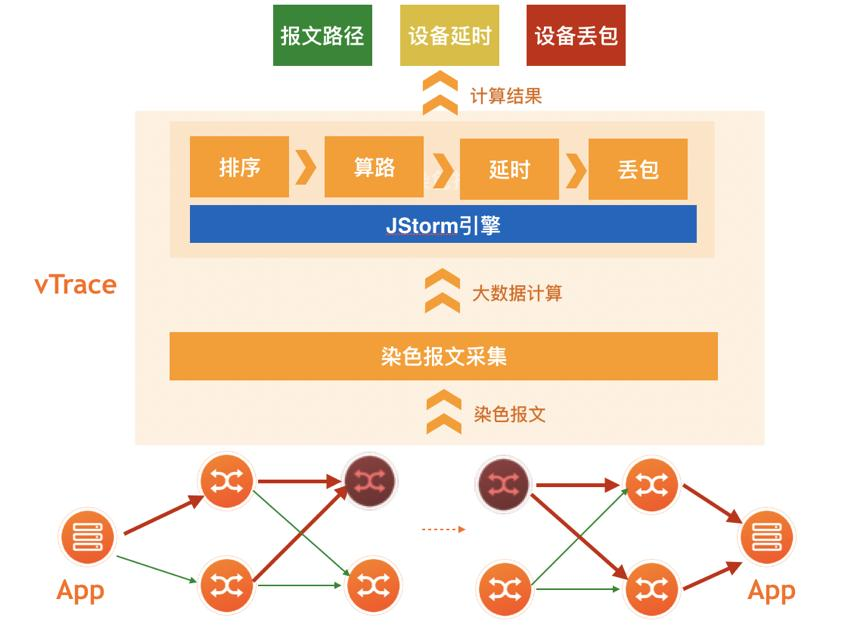 报文路径
设备延时
设备丢包
计算结果
排序
算路
延时
丢包
JStorm引擎
vTrace
大数据计算
染色报文采集
染色报文
App
App